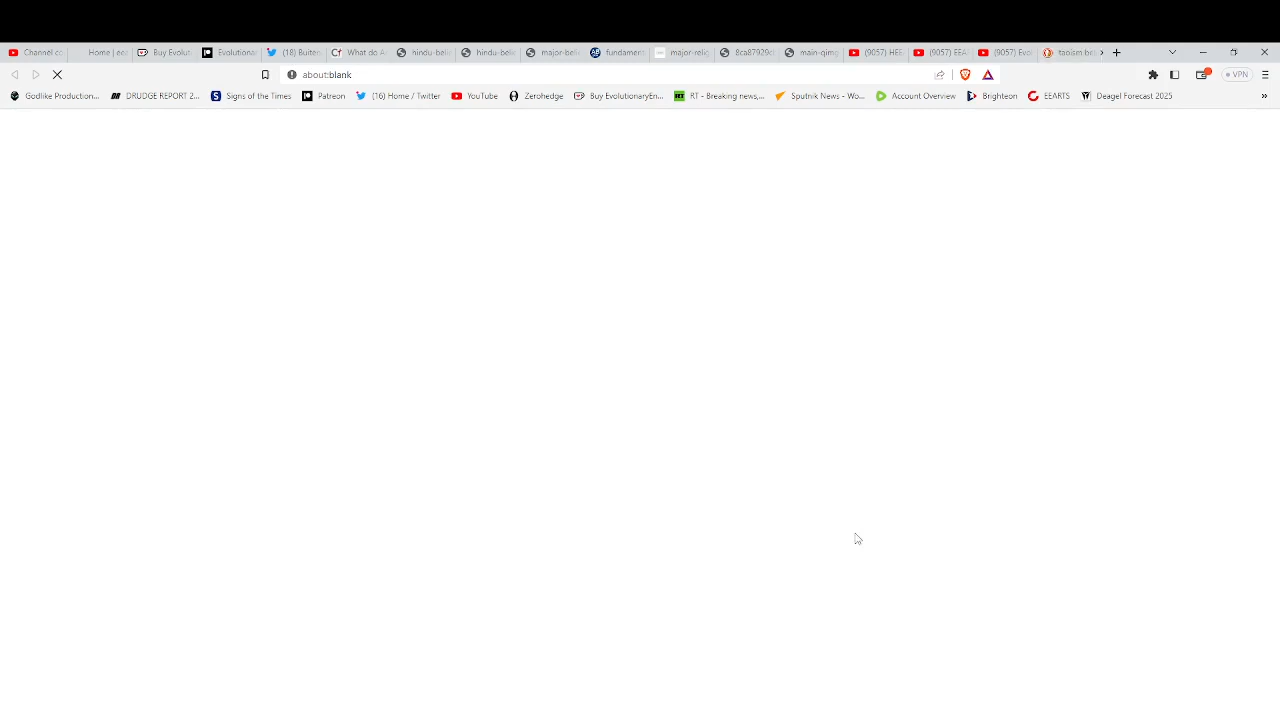 Channel co Home | eea Buy Evolut Evolutiona (18) Buiten What do A hindu-beli hindu-beli major-beli fundament major-relig 8ca87929d main-qimg (9057) HEE (9057) EEA (9057) Evol taoism bes
about:blank VPN
Godlike Production... DRUDGE REPORT 2... Signs of the Times Patreon (16) Home / Twitter YouTube Zerohedge Buy EvolutionaryEn... RT - Breaking news,... Sputnik News - Wo... Account Overview Brighteon EEARTS Deagel Forecast 2025 »